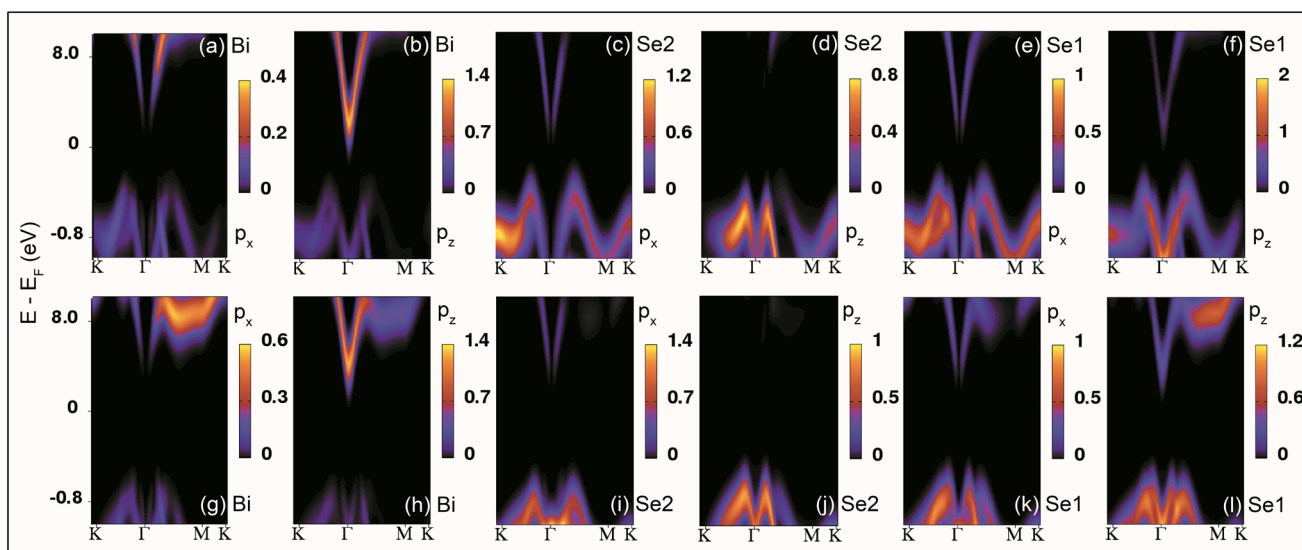 E - E_F (eV)
8.0
0
-0.8
(a) Bi
0.4
0.2
0
p_x
K Γ M K
(b) Bi
1.4
0.7
0
p_z
K Γ M K
(c) Se2
1.2
0.6
0
p_x
K Γ M K
(d) Se2
0.8
0.4
0
p_z
K Γ M K
(e) Se1
1
0.5
0
p_x
K Γ M K
(f) Se1
2
1
0
p_z
K Γ M K
8.0
0
-0.8
p_x
0.6
0.3
0
(g) Bi
K Γ M K
p_z
1.4
0.7
0
(h) Bi
K Γ M K
p_x
1.4
0.7
0
(i) Se2
K Γ M K
p_z
1
0.5
0
(j) Se2
K Γ M K
p_x
1
0.5
0
(k) Se1
K Γ M K
p_z
1.2
0.6
0
(l) Se1
K Γ M K